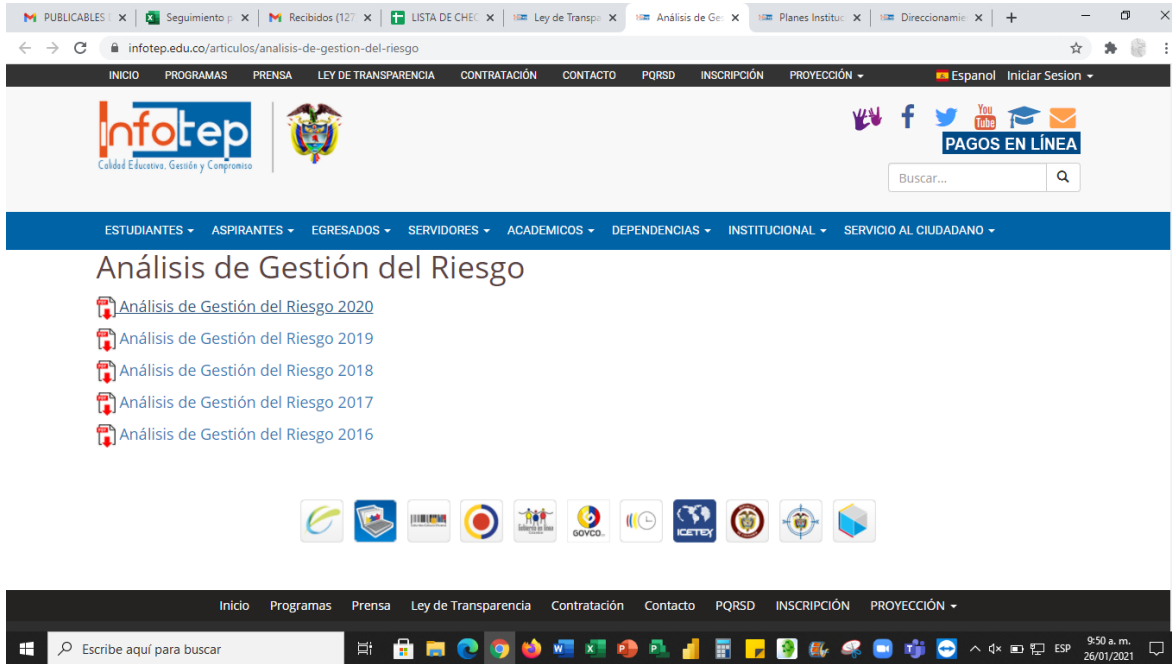 PUBLICABLES
Seguimiento p
Recibidos (127
LISTA DE CHEC
Ley de Transpa
Análisis de Ges
Planes Instituc
Direccionamie
infotep.edu.co/articulos/analisis-de-gestion-del-riesgo
INICIO PROGRAMAS PRENSA LEY DE TRANSPARENCIA CONTRATACIÓN CONTACTO PQRSD INSCRIPCIÓN PROYECCIÓN Espanol Iniciar Sesion
Infotep
Calidad Educativa, Gestión y Compromiso
You Tube
PAGOS EN LÍNEA
Buscar...
ESTUDIANTES ASPIRANTES EGRESADOS SERVIDORES ACADEMICOS DEPENDENCIAS INSTITUCIONAL SERVICIO AL CIUDADANO
Análisis de Gestión del Riesgo
Análisis de Gestión del Riesgo 2020
Análisis de Gestión del Riesgo 2019
Análisis de Gestión del Riesgo 2018
Análisis de Gestión del Riesgo 2017
Análisis de Gestión del Riesgo 2016
GOVCO
ICETEX
Inicio Programas Prensa Ley de Transparencia Contratación Contacto PQRSD INSCRIPCIÓN PROYECCIÓN
Escribe aquí para buscar
ESP
9:50 a. m.
26/01/2021